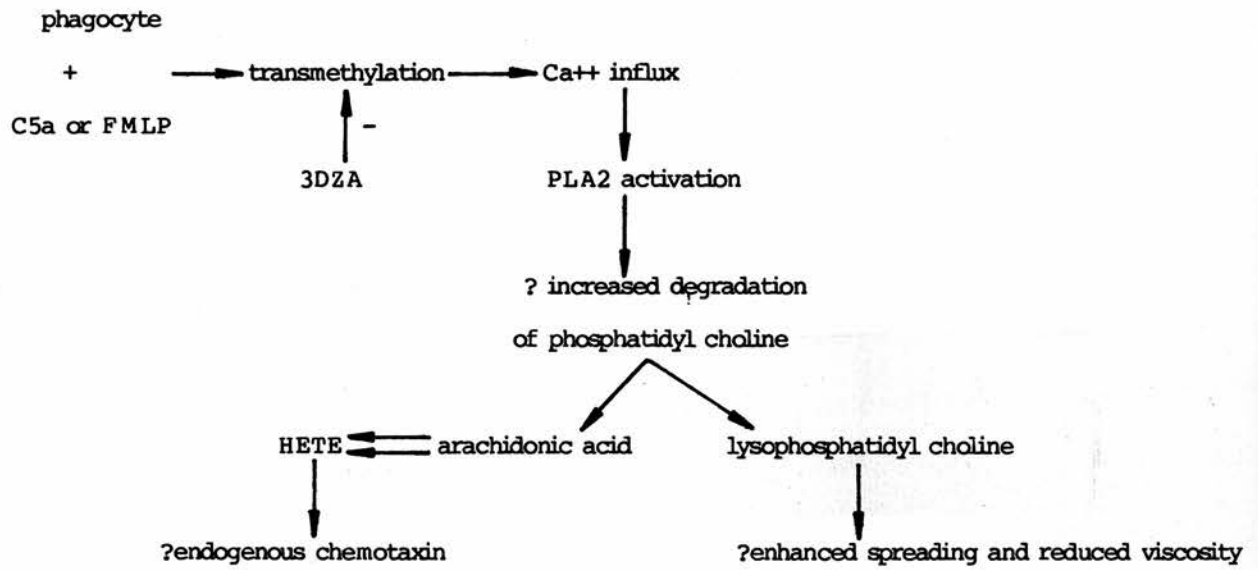 phagocyte
+
transmethylation
Ca++ influx
C5a or FMLP
-
3DZA
PLA2 activation
? increased degradation
of phosphatidyl choline
HETE
arachidonic acid
lysophosphatidyl choline
?endogenous chemotaxin
?enhanced spreading and reduced viscosity